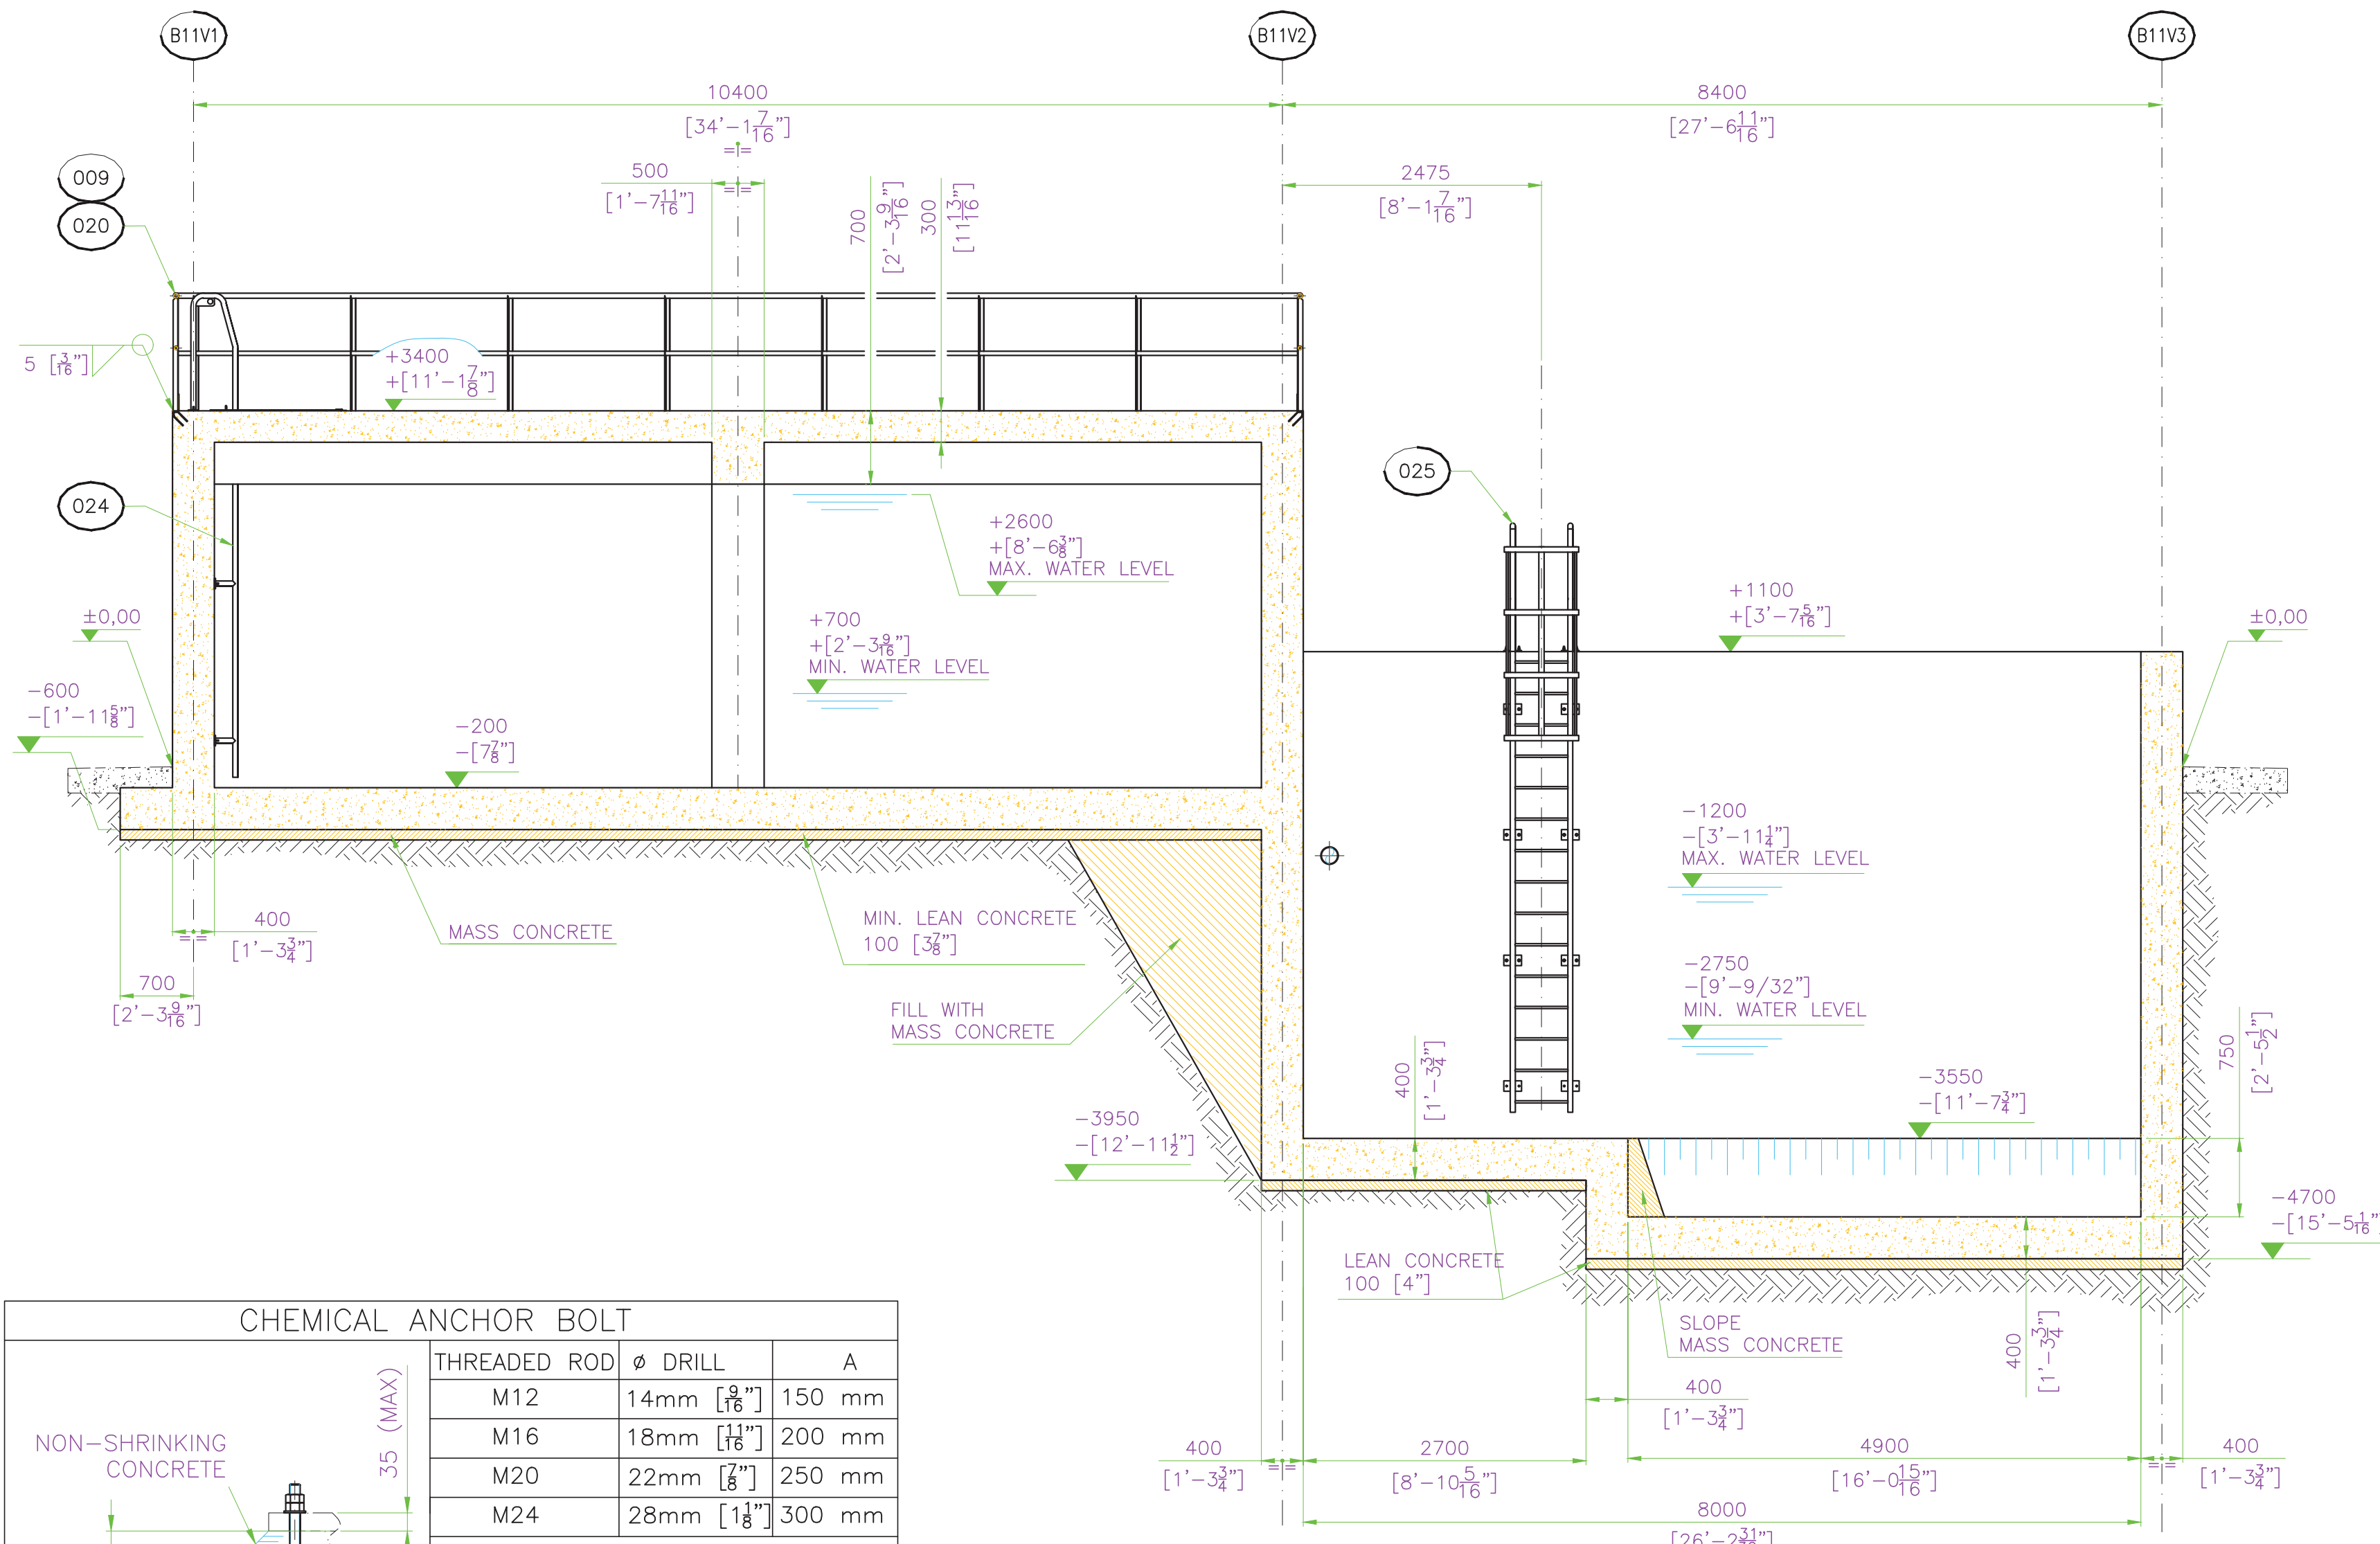 B11V1
B11V2
B11V3
10400
[34'-1 7/16"]
8400
[27'-6 11/16"]
==
500
[1'-7 11/16"]
==
700
[2'-3 9/16"]
300
[11 13/16"]
2475
[8'-1 7/16"]
009
020
5 [3/16"]
+3400
+[11'-1 7/8"]
024
025
+2600
+[8'-6 3/8"]
MAX. WATER LEVEL
+700
+[2'-3 9/16"]
MIN. WATER LEVEL
+1100
+[3'-7 5/16"]
±0,00
±0,00
-600
-[1'-11 5/8"]
-200
-[7 7/8"]
-1200
-[3'-11 1/4"]
MAX. WATER LEVEL
-2750
-[9'-9/32"]
MIN. WATER LEVEL
400
[1'-3 3/4"]
==
700
[2'-3 9/16"]
MASS CONCRETE
MIN. LEAN CONCRETE
100 [3 7/8"]
FILL WITH
MASS CONCRETE
400
[1'-3 3/4"]
-3950
-[12'-11 1/2"]
-3550
-[11'-7 3/4"]
750
[2'-5 1/2"]
-4700
-[15'-5 1/16"
LEAN CONCRETE
100 [4"]
SLOPE
MASS CONCRETE
400
[1'-3 3/4"]
400
[1'-3 3/4"]
400
[1'-3 3/4"]
==
2700
[8'-10 5/16"]
4900
[16'-0 15/16"]
==
400
[1'-3 3/4"]
8000
CHEMICAL ANCHOR BOLT
THREADED ROD ø DRILL A
M12 14mm [9/16"] 150 mm
M16 18mm [11/16"] 200 mm
M20 22mm [7/8"] 250 mm
M24 28mm [1 1/8"] 300 mm
NON-SHRINKING
CONCRETE
35 (MAX)